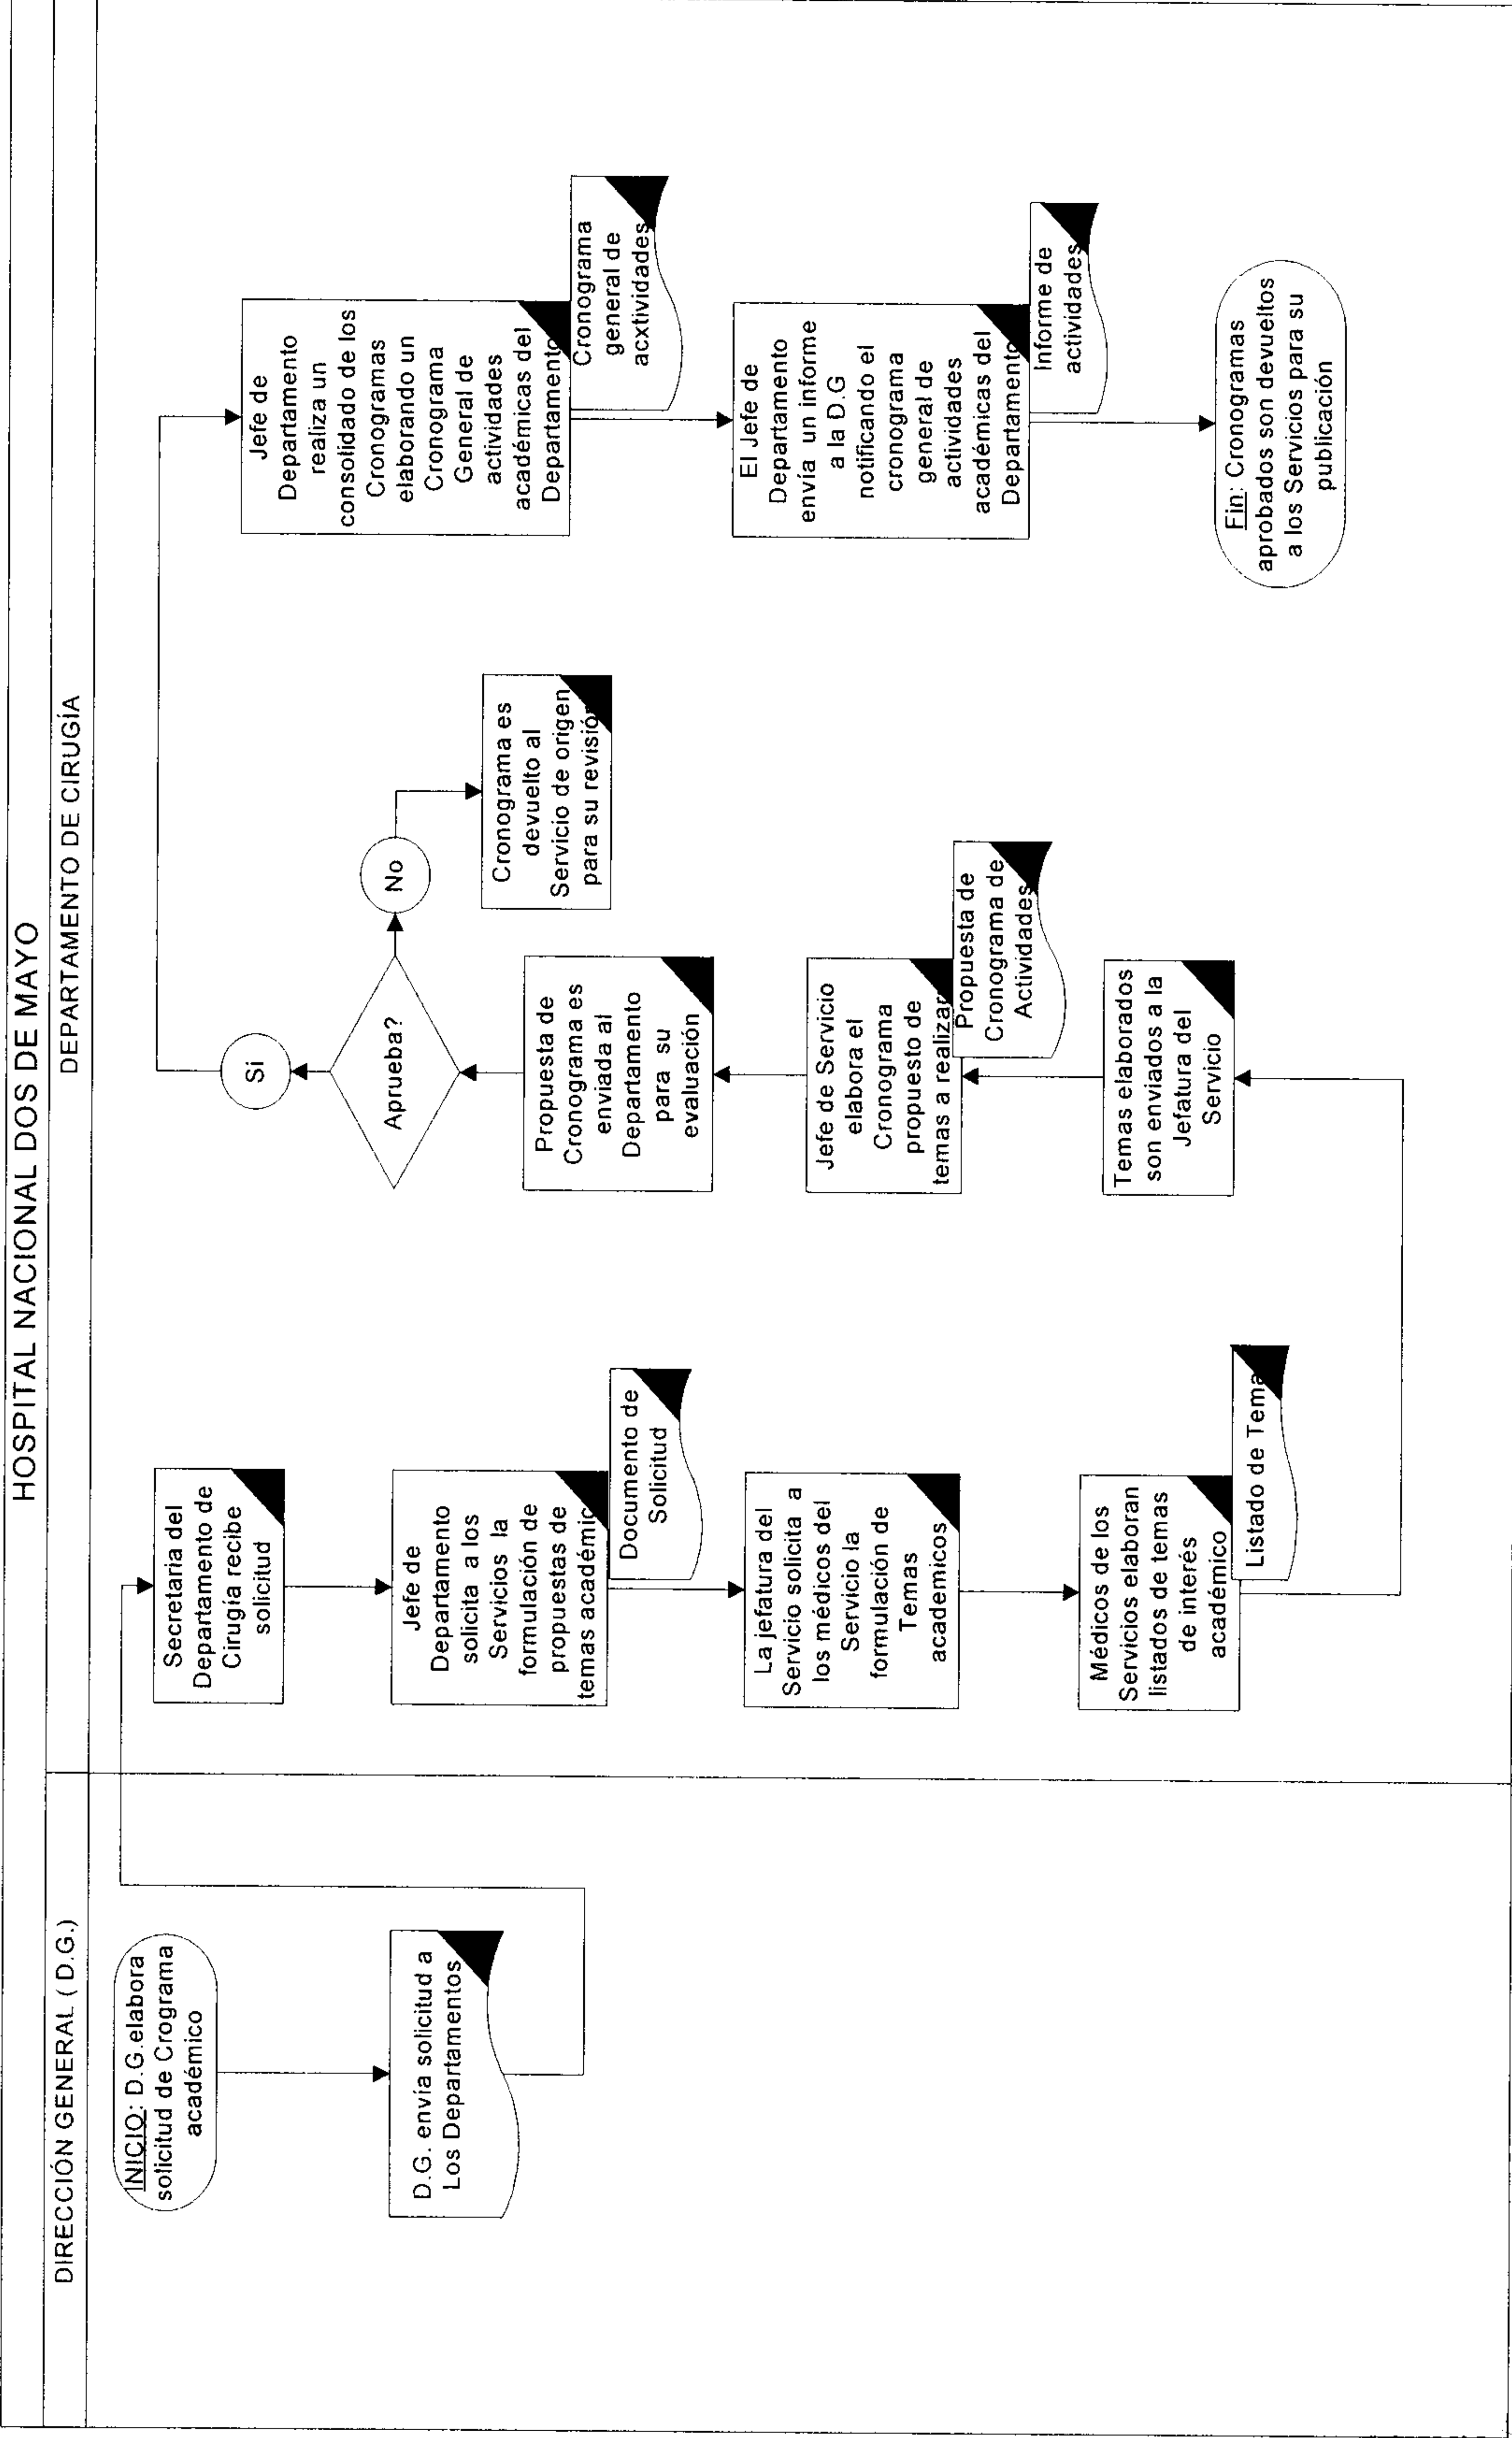 HOSPITAL NACIONAL DOS DE MAYO
DIRECCIÓN GENERAL ( D.G.)
DEPARTAMENTO DE CIRUGÍA
INICIO: D.G.elabora
solicitud de Crograma
académico
D.G. envía solicitud a
Los Departamentos
Secretaria del
Departamento de
Cirugía recibe
solicitud
Jefe de
Departamento
solicita a los
Servicios la
formulación de
propuestas de
temas académic
Documento de
Solicitud
La jefatura del
Servicio solicita a
los médicos del
Servicio la
formulación de
Temas
academicos
Médicos de los
Servicios elaboran
listados de temas
de interés
académico
Listado de Tema
Temas elaborados
son enviados a la
Jefatura del
Servicio
Jefe de Servicio
elabora el
Cronograma
propuesto de
temas a realizar
Propuesta de
Cronograma de
Actividades
Propuesta de
Cronograma es
enviada al
Departamento
para su
evaluación
Aprueba?
Si
No
Cronograma es
devuelto al
Servicio de origen
para su revisión
Jefe de
Departamento
realiza un
consolidado de los
Cronogramas
elaborando un
Cronograma
General de
actividades
académicas del
Departamento
Cronograma
general de
acxtividades
El Jefe de
Departamento
envía un informe
a la D.G
notificando el
cronograma
general de
actividades
académicas del
Departamento
Informe de
actividades
Fin: Cronogramas
aprobados son devueltos
a los Servicios para su
publicación